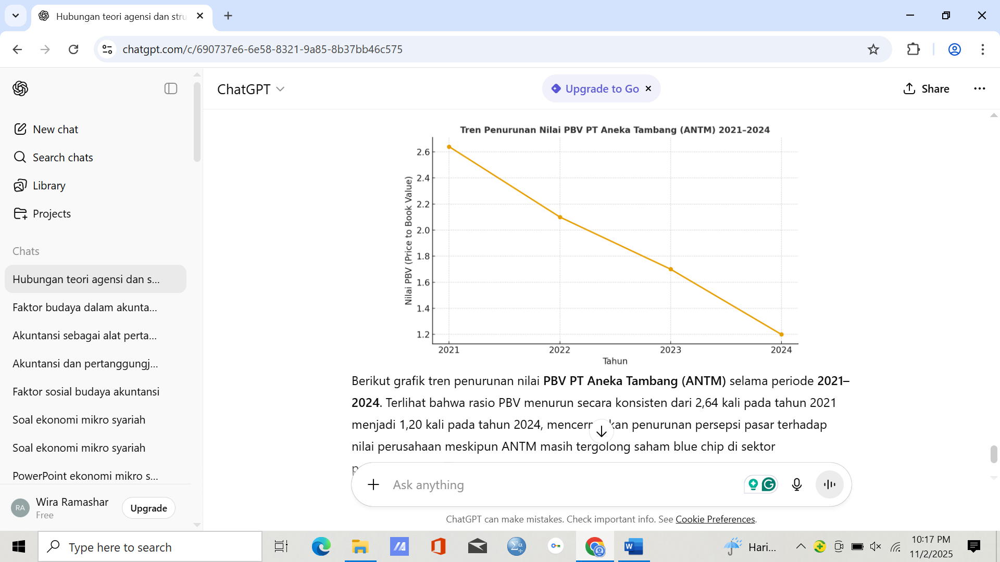 Hubungan teori agensi dan stru
chatgpt.com/c/690737e6-6e58-8321-9a85-8b37bb46c575
ChatGPT
Upgrade to Go
Share
New chat
Search chats
Library
Projects
Chats
Hubungan teori agensi dan s...
Faktor budaya dalam akunta...
Akuntansi sebagai alat perta...
Akuntansi dan pertanggungj...
Faktor sosial budaya akuntansi
Soal ekonomi mikro syariah
Soal ekonomi mikro syariah
PowerPoint ekonomi mikro s...
RA
Wira Ramashar
Free
Upgrade
Tren Penurunan Nilai PBV PT Aneka Tambang (ANTM) 2021–2024
Nilai PBV (Price to Book Value)
2.6
2.4
2.2
2.0
1.8
1.6
1.4
1.2
2021 2022 2023 2024
Tahun
Berikut grafik tren penurunan nilai PBV PT Aneka Tambang (ANTM) selama periode 2021–
2024. Terlihat bahwa rasio PBV menurun secara konsisten dari 2,64 kali pada tahun 2021
menjadi 1,20 kali pada tahun 2024, penurunan persepsi pasar terhadap
nilai perusahaan meskipun ANTM masih tergolong saham blue chip di sektor
Ask anything
ChatGPT can make mistakes. Check important info. See Cookie Preferences.
Type here to search
Hari...
10:17 PM
11/2/2025